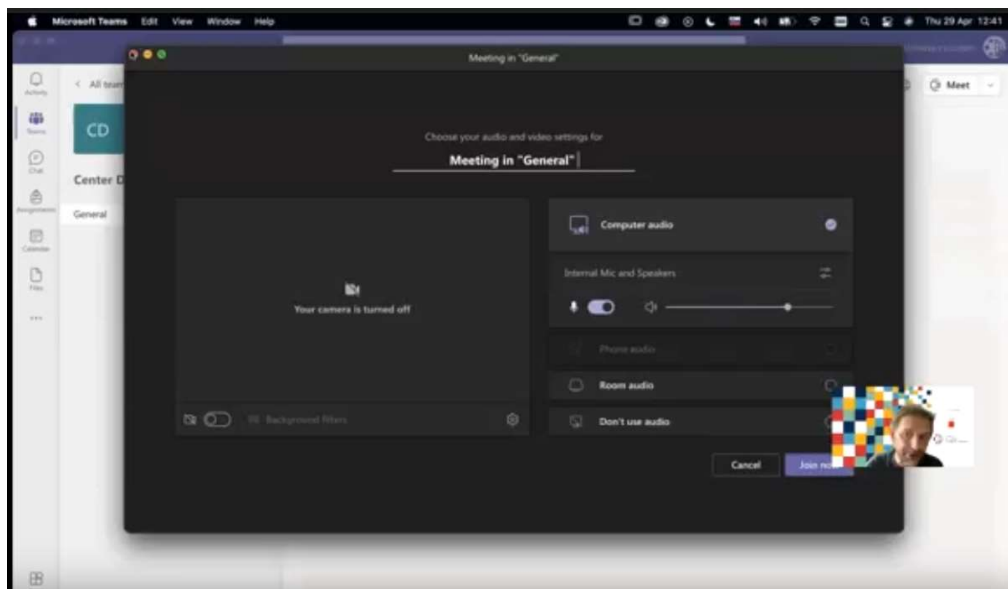 Microsoft Teams Edit View Window Help Thu 29 Apr 12:41
Meeting in "General"
Activity
Teams
Chat
Assignments
Calendar
Files
All team
CD
Center D
General
Meet
Choose your audio and video settings for
Meeting in "General"
Your camera is turned off
Background filters
Computer audio
Internal Mic and Speakers
Phone audio
Room audio
Don't use audio
Cancel
Join no